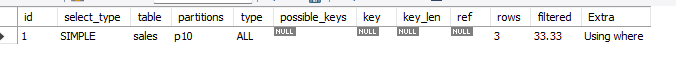 id select_type table partitions type possible_keys key key_len ref rows filtered Extra
1 SIMPLE sales p10 ALL NULL NULL NULL NULL 3 33.33 Using where